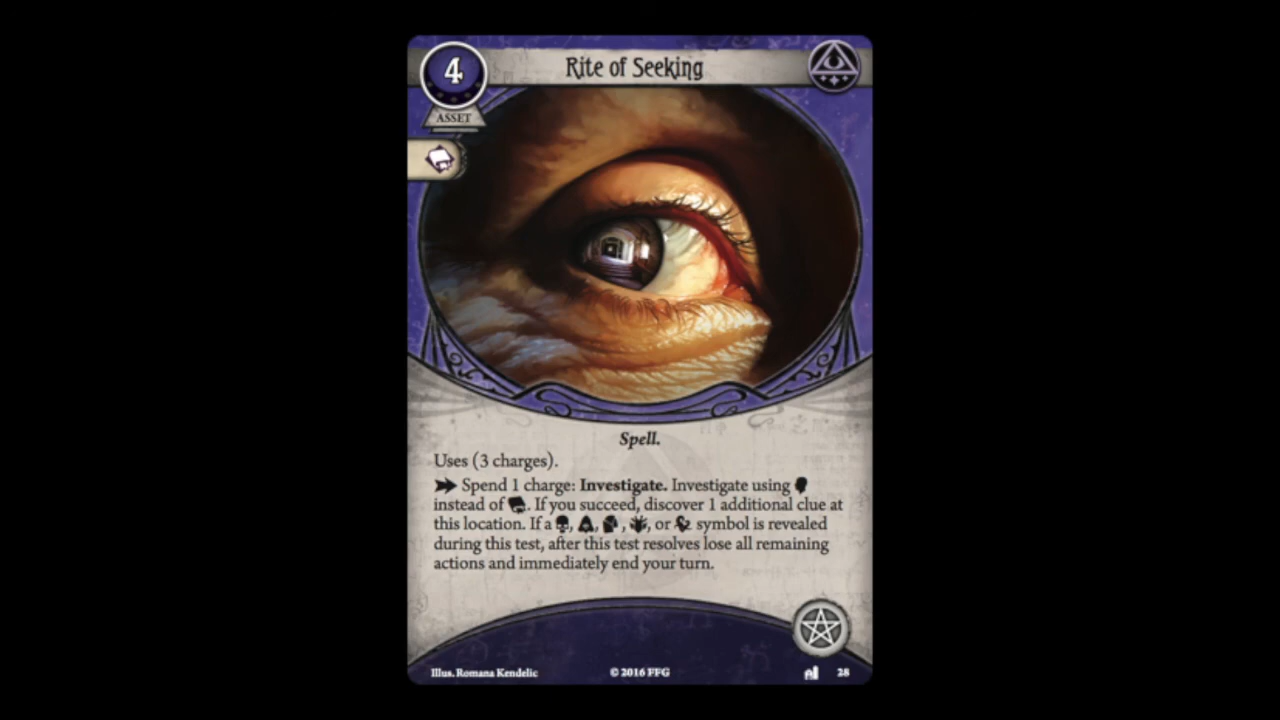 4
Rite of Seeking
ASSET
Spell.
Uses (3 charges).
Spend 1 charge: Investigate. Investigate using
instead of . If you succeed, discover 1 additional clue at
this location. If a , , , , or symbol is revealed
during this test, after this test resolves lose all remaining
actions and immediately end your turn.
Illus. Romana Kendelic
© 2016 FFG
28